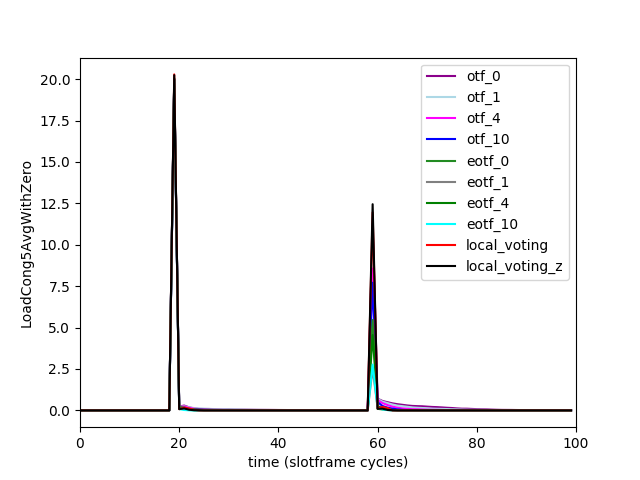 LoadCong5AvgWithZero
20.0
17.5
15.0
12.5
10.0
7.5
5.0
2.5
0.0
otf_0
otf_1
otf_4
otf_10
eotf_0
eotf_1
eotf_4
eotf_10
local_voting
local_voting_z
0 20 40 60 80 100
time (slotframe cycles)